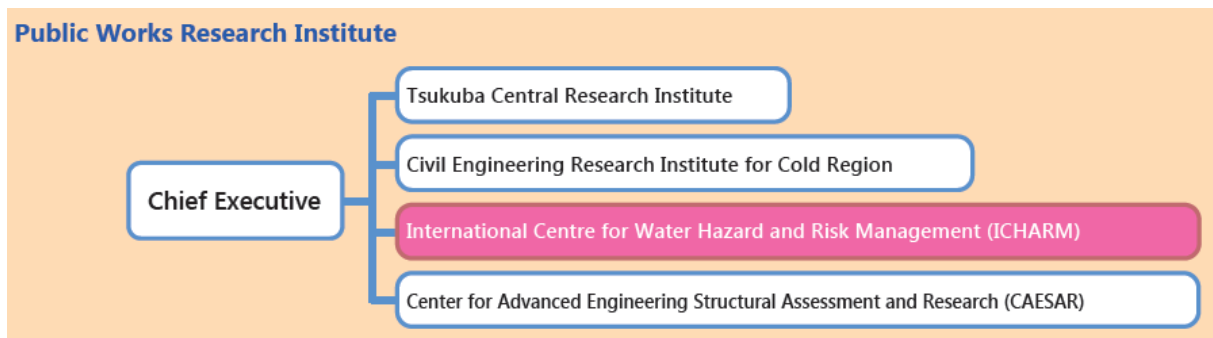 Public Works Research Institute
Tsukuba Central Research Institute
Civil Engineering Research Institute for Cold Region
Chief Executive
International Centre for Water Hazard and Risk Management (ICHARM)
Center for Advanced Engineering Structural Assessment and Research (CAESAR)